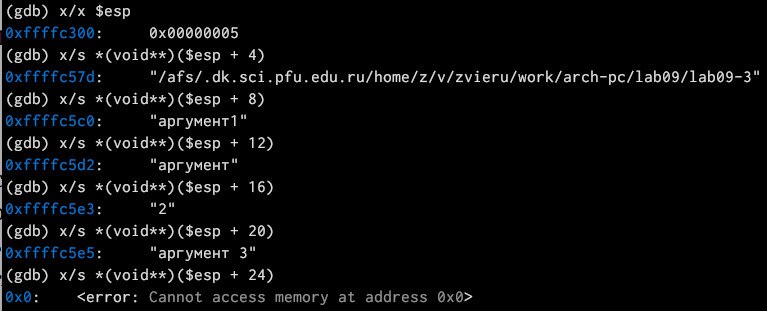 (gdb) x/x $esp
0xffffc300: 0x00000005
(gdb) x/s *(void**)($esp + 4)
0xffffc57d: "/afs/.dk.sci.pfu.edu.ru/home/z/v/zvieru/work/arch-pc/lab09/lab09-3"
(gdb) x/s *(void**)($esp + 8)
0xffffc5c0: "аргумент1"
(gdb) x/s *(void**)($esp + 12)
0xffffc5d2: "аргумент"
(gdb) x/s *(void**)($esp + 16)
0xffffc5e3: "2"
(gdb) x/s *(void**)($esp + 20)
0xffffc5e5: "аргумент 3"
(gdb) x/s *(void**)($esp + 24)
0x0: <error: Cannot access memory at address 0x0>